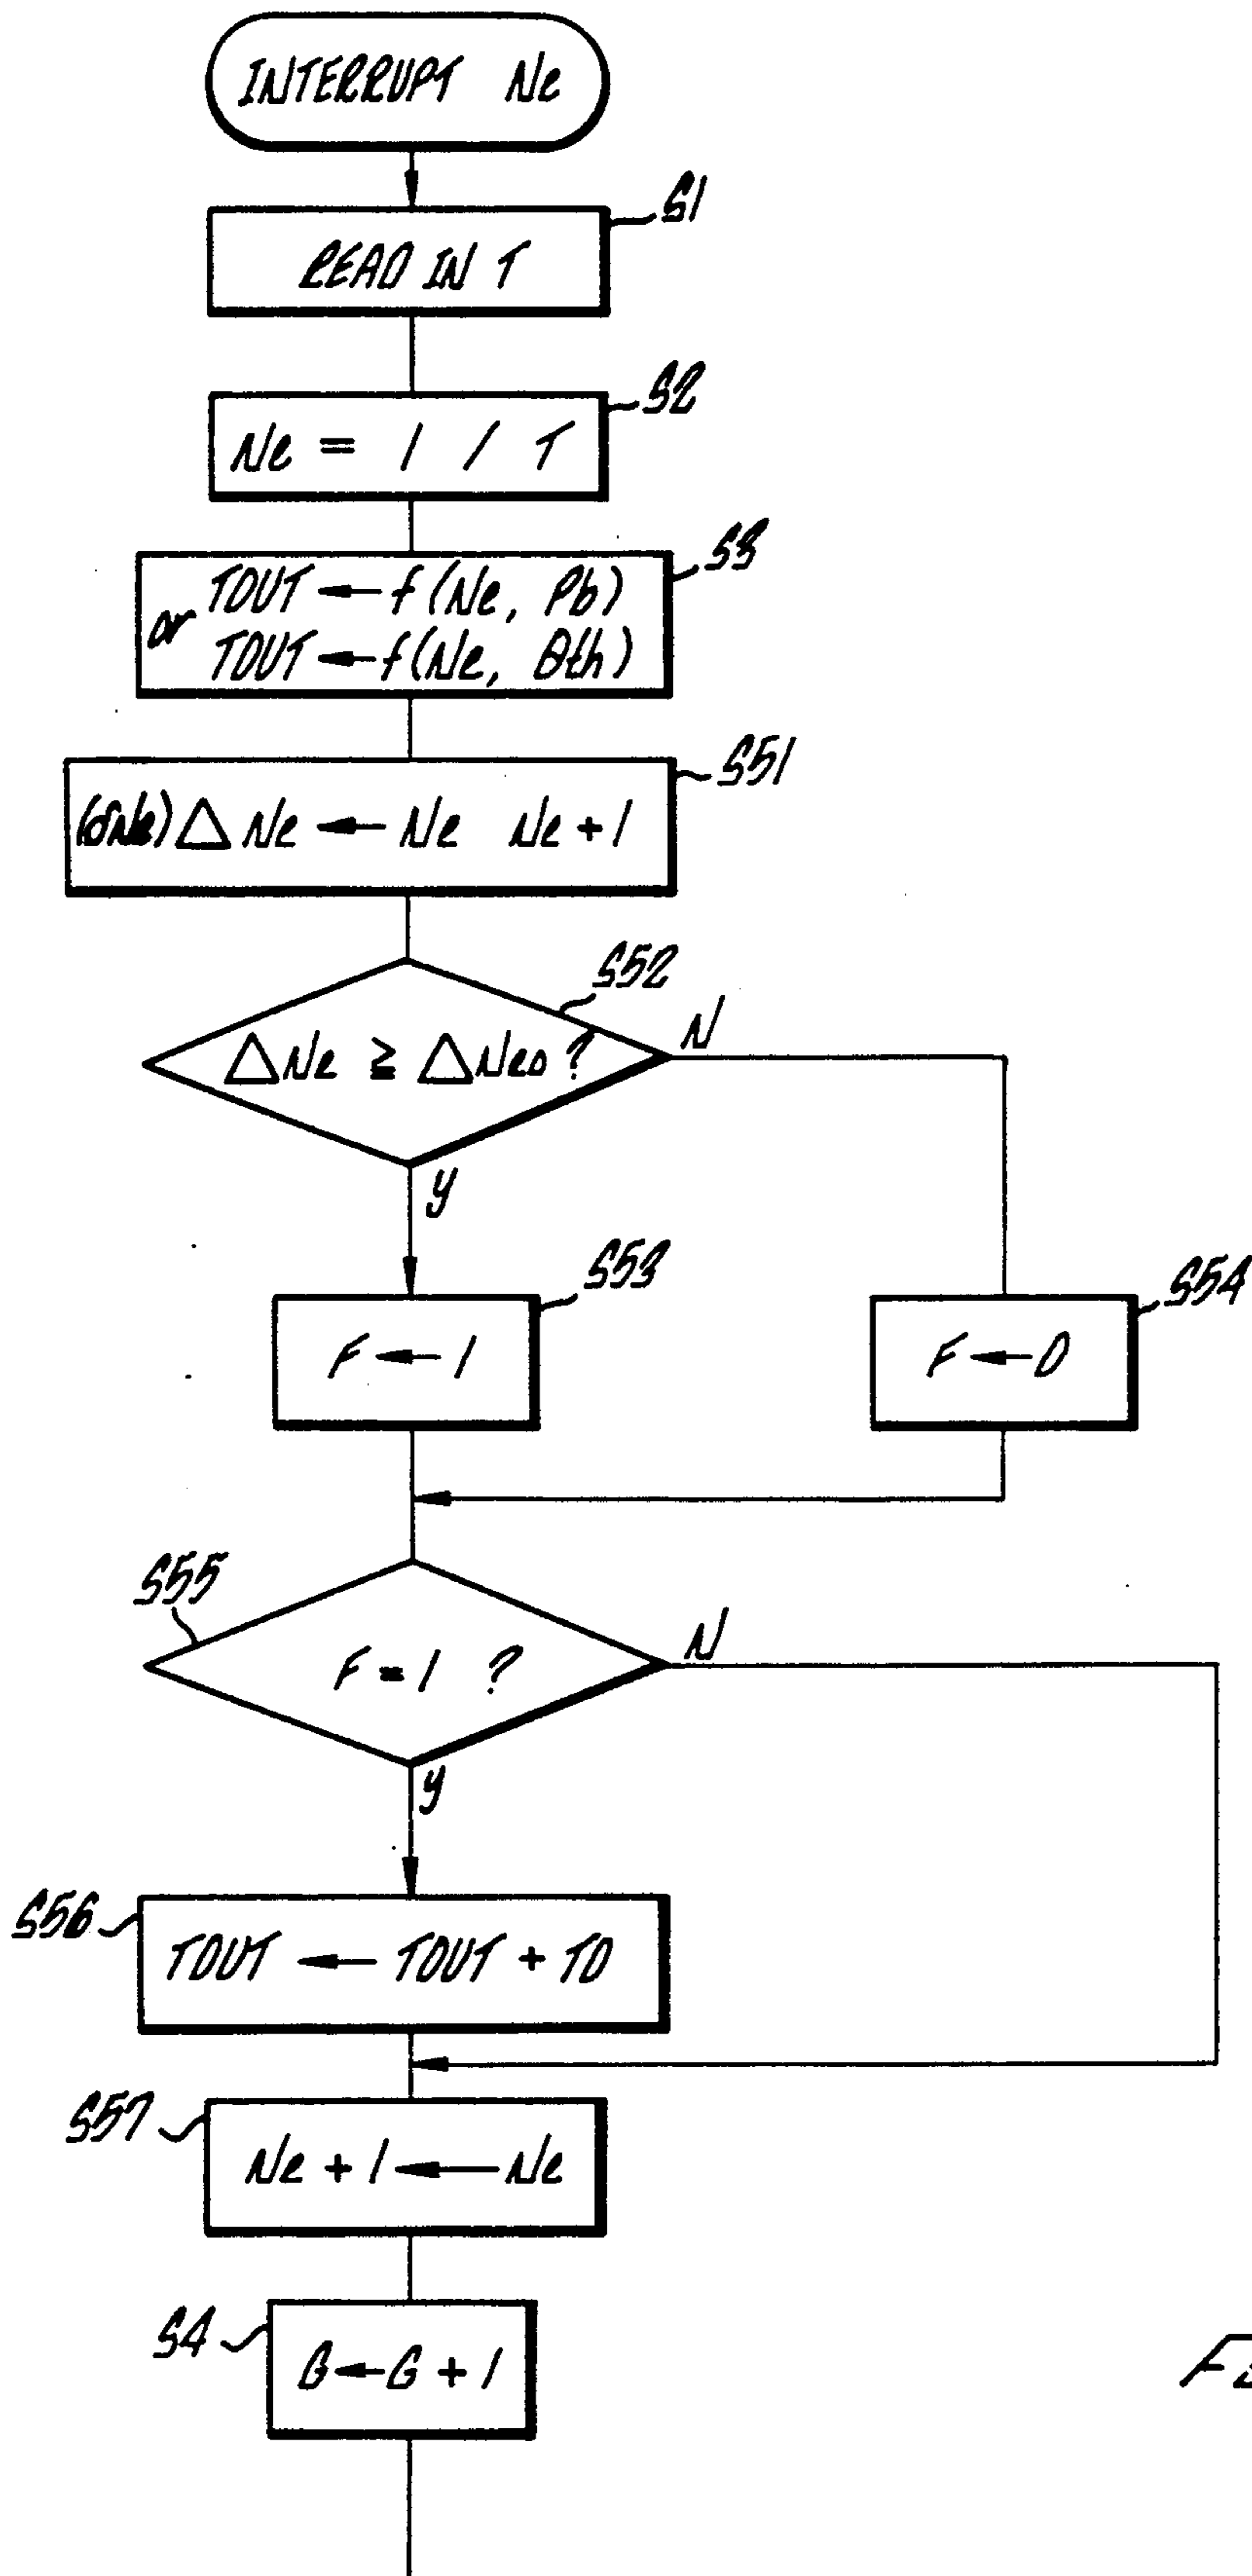 INTERRUPT Ne
S1
READ IN T
S2
Ne = 1 / T
S3
TOUT ← f(Ne, Pb)
or
TOUT ← f(Ne, θth)
S51
(δNe) △ Ne ← Ne Ne + 1
S52
△Ne ≧ △Neo ?
N
Y
S53
F ← 1
S54
F ← 0
S55
F = 1 ?
N
Y
S56
TOUT ← TOUT + TD
S57
Ne + 1 ← Ne
S4
G ← G + 1